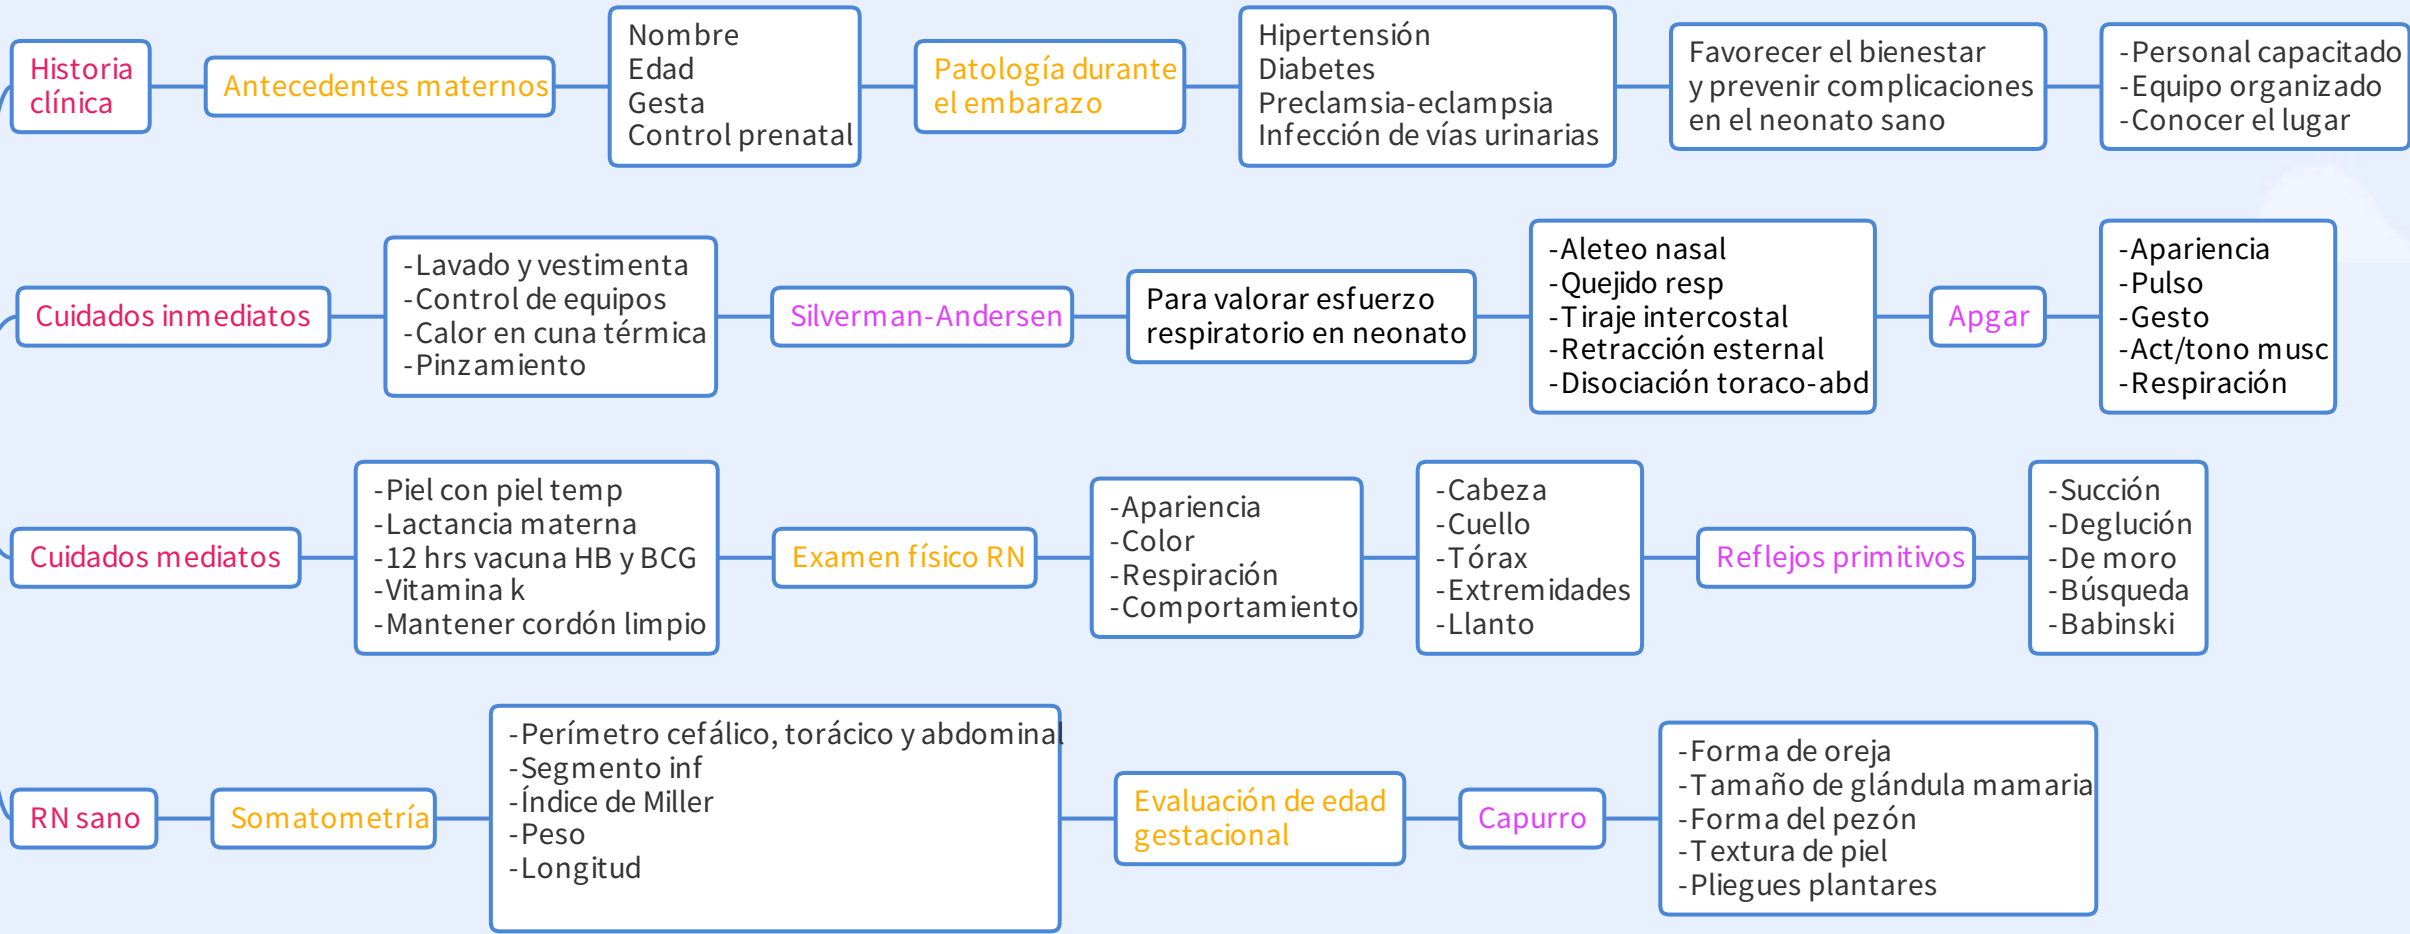 Historia
clínica
Antecedentes maternos
Nombre
Edad
Gesta
Control prenatal
Patología durante
el embarazo
Hipertensión
Diabetes
Preclamsia-eclampsia
Infección de vías urinarias
Favorecer el bienestar
y prevenir complicaciones
en el neonato sano
-Personal capacitado
-Equipo organizado
-Conocer el lugar
Cuidados inmediatos
-Lavado y vestimenta
-Control de equipos
-Calor en cuna térmica
-Pinzamiento
Silverman-Andersen
Para valorar esfuerzo
respiratorio en neonato
-Aleteo nasal
-Quejido resp
-Tiraje intercostal
-Retracción esternal
-Disociación toraco-abd
Apgar
-Apariencia
-Pulso
-Gesto
-Act/tono musc
-Respiración
Cuidados mediatos
-Piel con piel temp
-Lactancia materna
-12 hrs vacuna HB y BCG
-Vitamina k
-Mantener cordón limpio
Examen físico RN
-Apariencia
-Color
-Respiración
-Comportamiento
-Cabeza
-Cuello
-Tórax
-Extremidades
-Llanto
Reflejos primitivos
-Succión
-Deglución
-De moro
-Búsqueda
-Babinski
RN sano
Somatometría
-Perímetro cefálico, torácico y abdominal
-Segmento inf
-Índice de Miller
-Peso
-Longitud
Evaluación de edad
gestacional
Capurro
-Forma de oreja
-Tamaño de glándula mamaria
-Forma del pezón
-Textura de piel
-Pliegues plantares